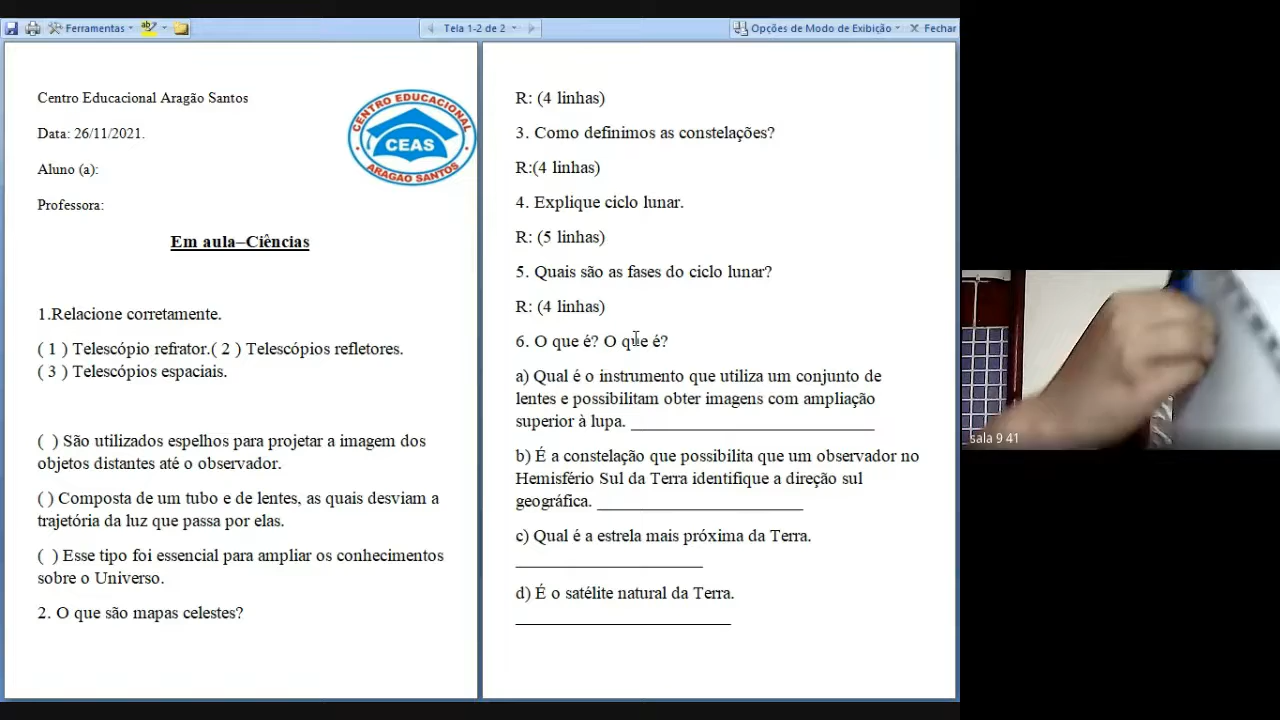 Ferramentas
Tela 1-2 de 2
Opções de Modo de Exibição
Fechar
Centro Educacional Aragão Santos
Data: 26/11/2021.
Aluno (a):
Professora:
CENTRO EDUCACIONAL
CEAS
ARAGÃO SANTOS
Em aula–Ciências
1.Relacione corretamente.
( 1 ) Telescópio refrator.( 2 ) Telescópios refletores.
( 3 ) Telescópios espaciais.
( ) São utilizados espelhos para projetar a imagem dos
objetos distantes até o observador.
( ) Composta de um tubo e de lentes, as quais desviam a
trajetória da luz que passa por elas.
( ) Esse tipo foi essencial para ampliar os conhecimentos
sobre o Universo.
2. O que são mapas celestes?
R: (4 linhas)
3. Como definimos as constelações?
R:(4 linhas)
4. Explique ciclo lunar.
R: (5 linhas)
5. Quais são as fases do ciclo lunar?
R: (4 linhas)
6. O que é? O que é?
a) Qual é o instrumento que utiliza um conjunto de
lentes e possibilitam obter imagens com ampliação
superior à lupa. __________________________
b) É a constelação que possibilita que um observador no
Hemisfério Sul da Terra identifique a direção sul
geográfica. ______________________
c) Qual é a estrela mais próxima da Terra.
____________________
d) É o satélite natural da Terra.
_______________________
sala 9 41